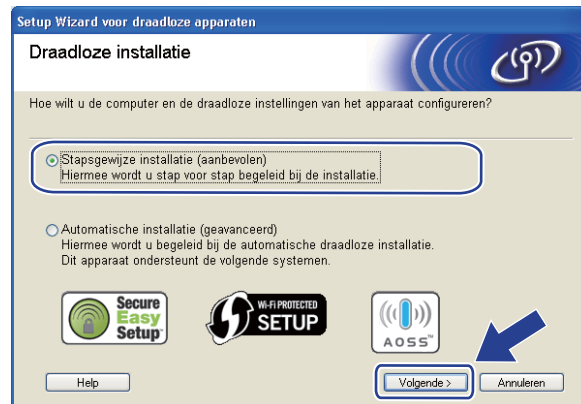 Setup Wizard voor draadloze apparaten
Draadloze installatie
Hoe wilt u de computer en de draadloze instellingen van het apparaat configureren?
Stapsgewijze installatie (aanbevolen)
Hiermee wordt u stap voor stap begeleid bij de installatie.
Automatische installatie (geavanceerd)
Hiermee wordt u begeleid bij de automatische draadloze installatie.
Dit apparaat ondersteunt de volgende systemen.
Secure
Easy
Setup™
WI-FI PROTECTED
SETUP
AOSS™
Help
Volgende >
Annuleren